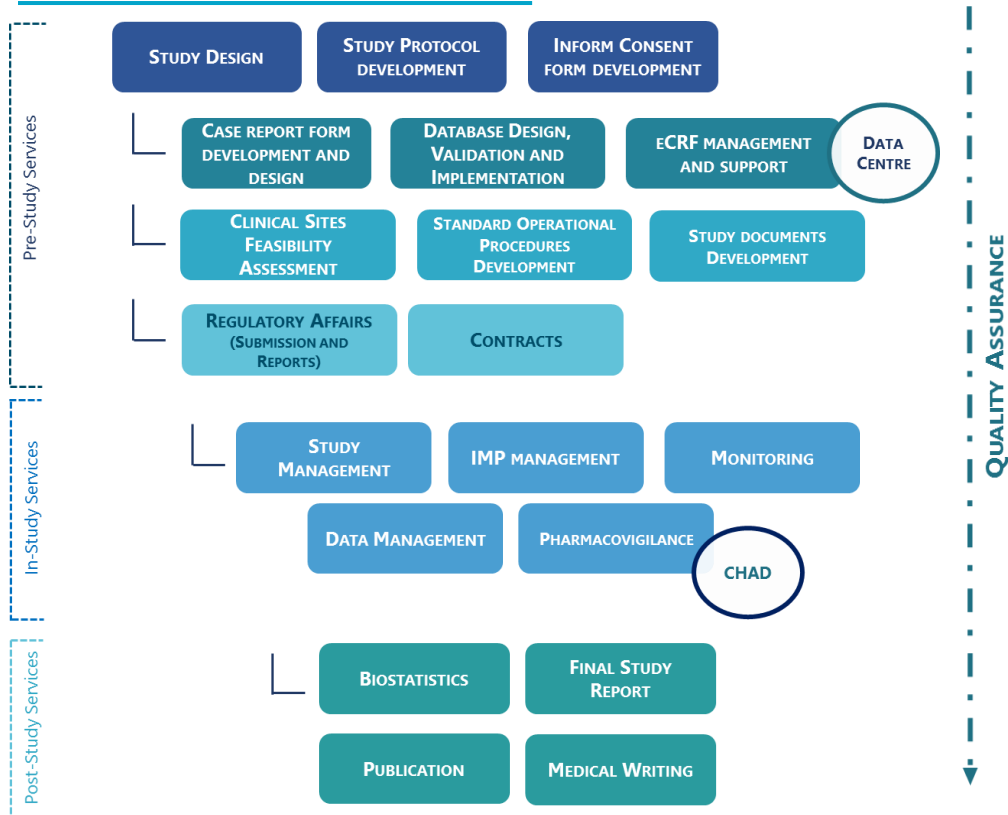 Study Design
Study Protocol
development
Inform Consent
form development
Case report form
development and
design
Database Design,
Validation and
Implementation
eCRF management
and support
Data
Centre
Clinical Sites
Feasibility
Assessment
Standard Operational
Procedures
Development
Study documents
Development
Regulatory Affairs
(Submission and
Reports)
Contracts
Pre-Study Services
Study
Management
IMP management
Monitoring
Data Management
Pharmacovigilance
CHAD
In-Study Services
Biostatistics
Final Study
Report
Publication
Medical Writing
Post-Study Services
Quality Assurance